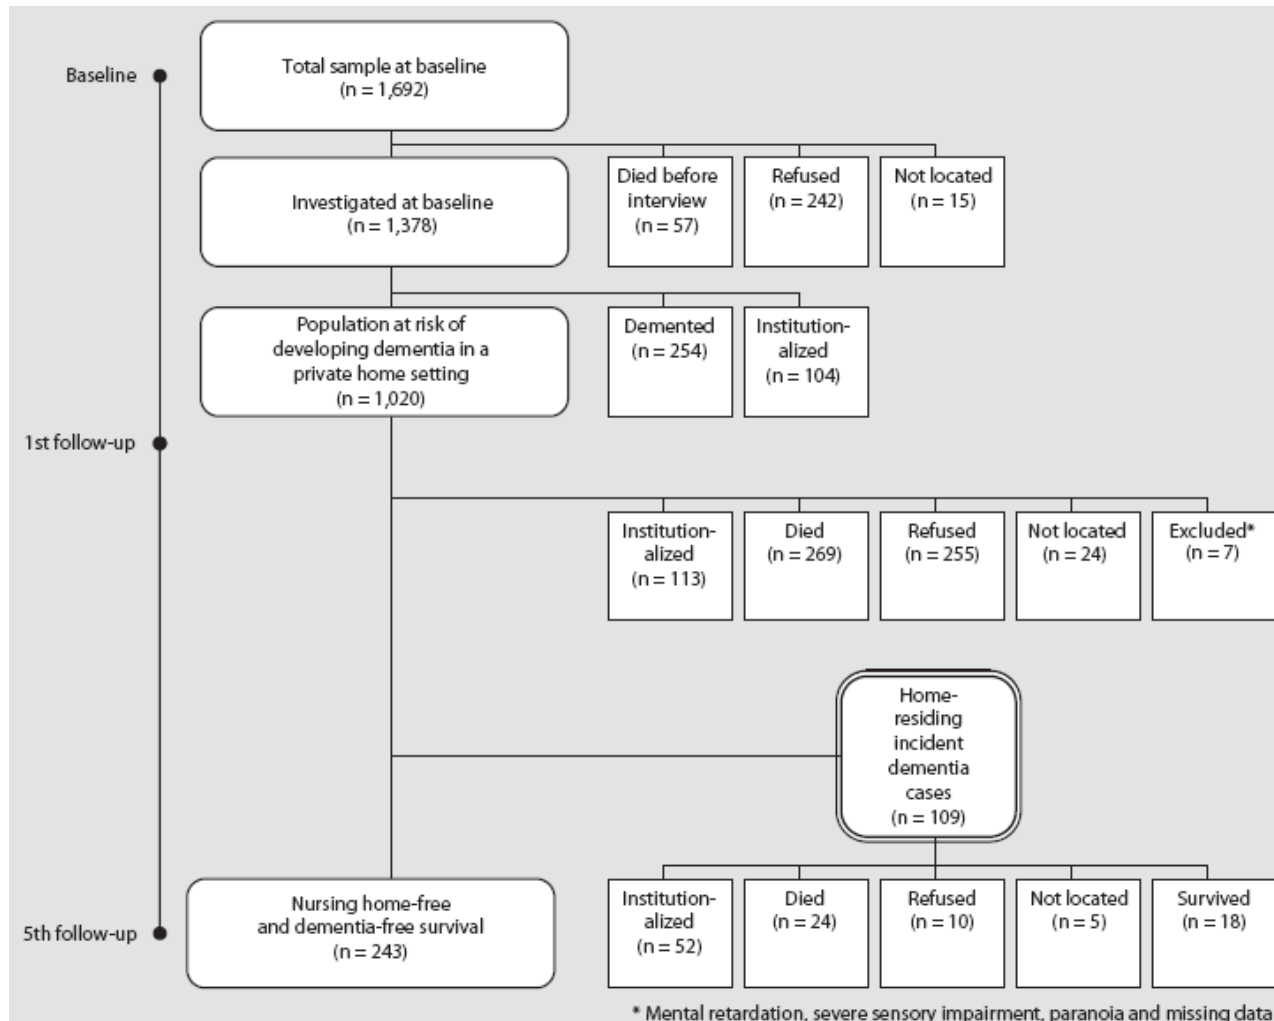 Baseline
Total sample at baseline
(n = 1,692)
Investigated at baseline
(n = 1,378)
Died before
interview
(n = 57)
Refused
(n = 242)
Not located
(n = 15)
Population at risk of
developing dementia in a
private home setting
(n = 1,020)
Demented
(n = 254)
Institution-
alized
(n = 104)
1st follow-up
Institution-
alized
(n = 113)
Died
(n = 269)
Refused
(n = 255)
Not located
(n = 24)
Excluded*
(n = 7)
Home-
residing
incident
dementia
cases
(n = 109)
5th follow-up
Nursing home-free
and dementia-free survival
(n = 243)
Institution-
alized
(n = 52)
Died
(n = 24)
Refused
(n = 10)
Not located
(n = 5)
Survived
(n = 18)
* Mental retardation, severe sensory impairment, paranoia and missing data